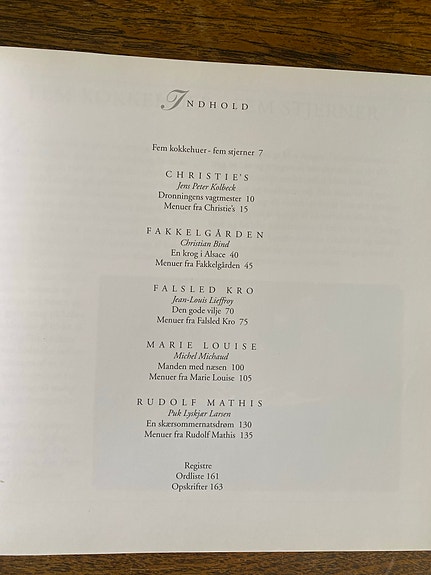 INDHOLD
Fem kokkehuer - fem stjerner 7
CHRISTIE'S
Jens Peter Kolbeck
Dronningens vagtmester 10
Menuer fra Christie's 15
FAKKELGÅRDEN
Christian Bind
En krog i Alsace 40
Menuer fra Fakkelgården 45
FALSLED KRO
Jean-Louis Lieffroy
Den gode vilje 70
Menuer fra Falsled Kro 75
MARIE LOUISE
Michel Michaud
Manden med næsen 100
Menuer fra Marie Louise 105
RUDOLF MATHIS
Puk Lyskjær Larsen
En skærsommernatsdrøm 130
Menuer fra Rudolf Mathis 135
Registre
Ordliste 161
Opskrifter 163